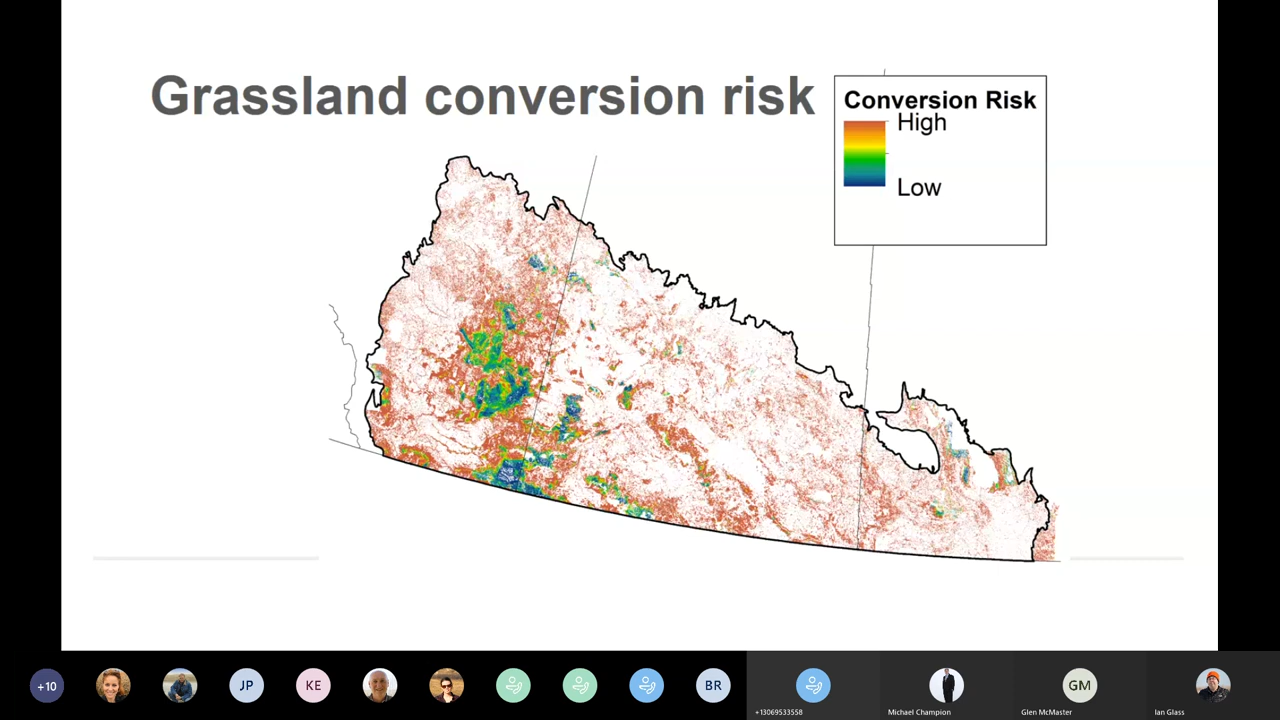 Grassland conversion risk
Conversion Risk
High
Low
+10
JP
KE
BR
+13069533558
Michael Champion
GM
Glen McMaster
Ian Glass